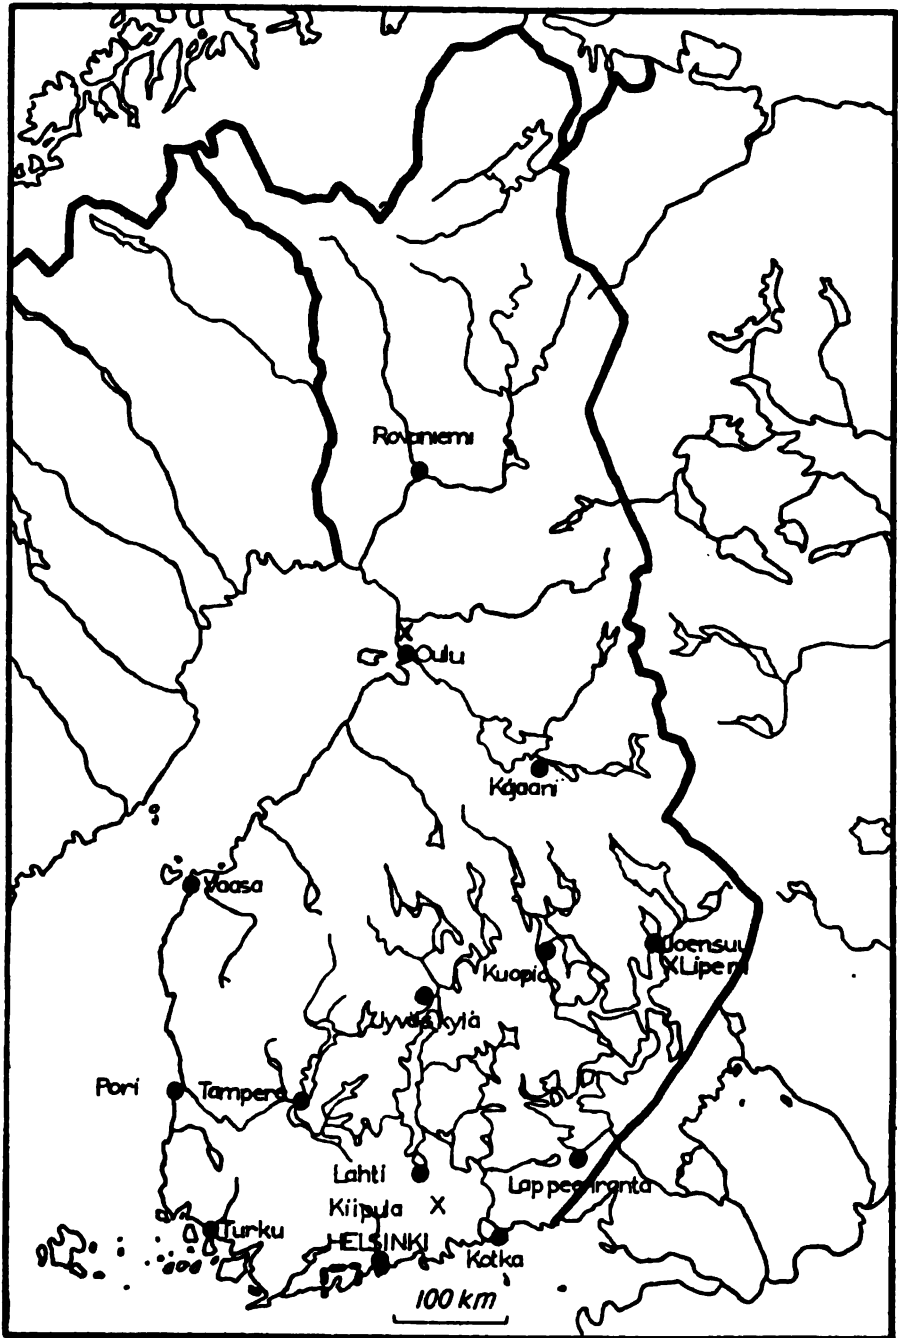 Rovaniemi
X
Oulu
Kajaani
Vaasa
Joensuu
XLiperi
Kuopio
Jyväskylä
Pori
Tampere
Lahti
Lappeenranta
Kiipula X
Turku
HELSINKI
Kotka
100 km